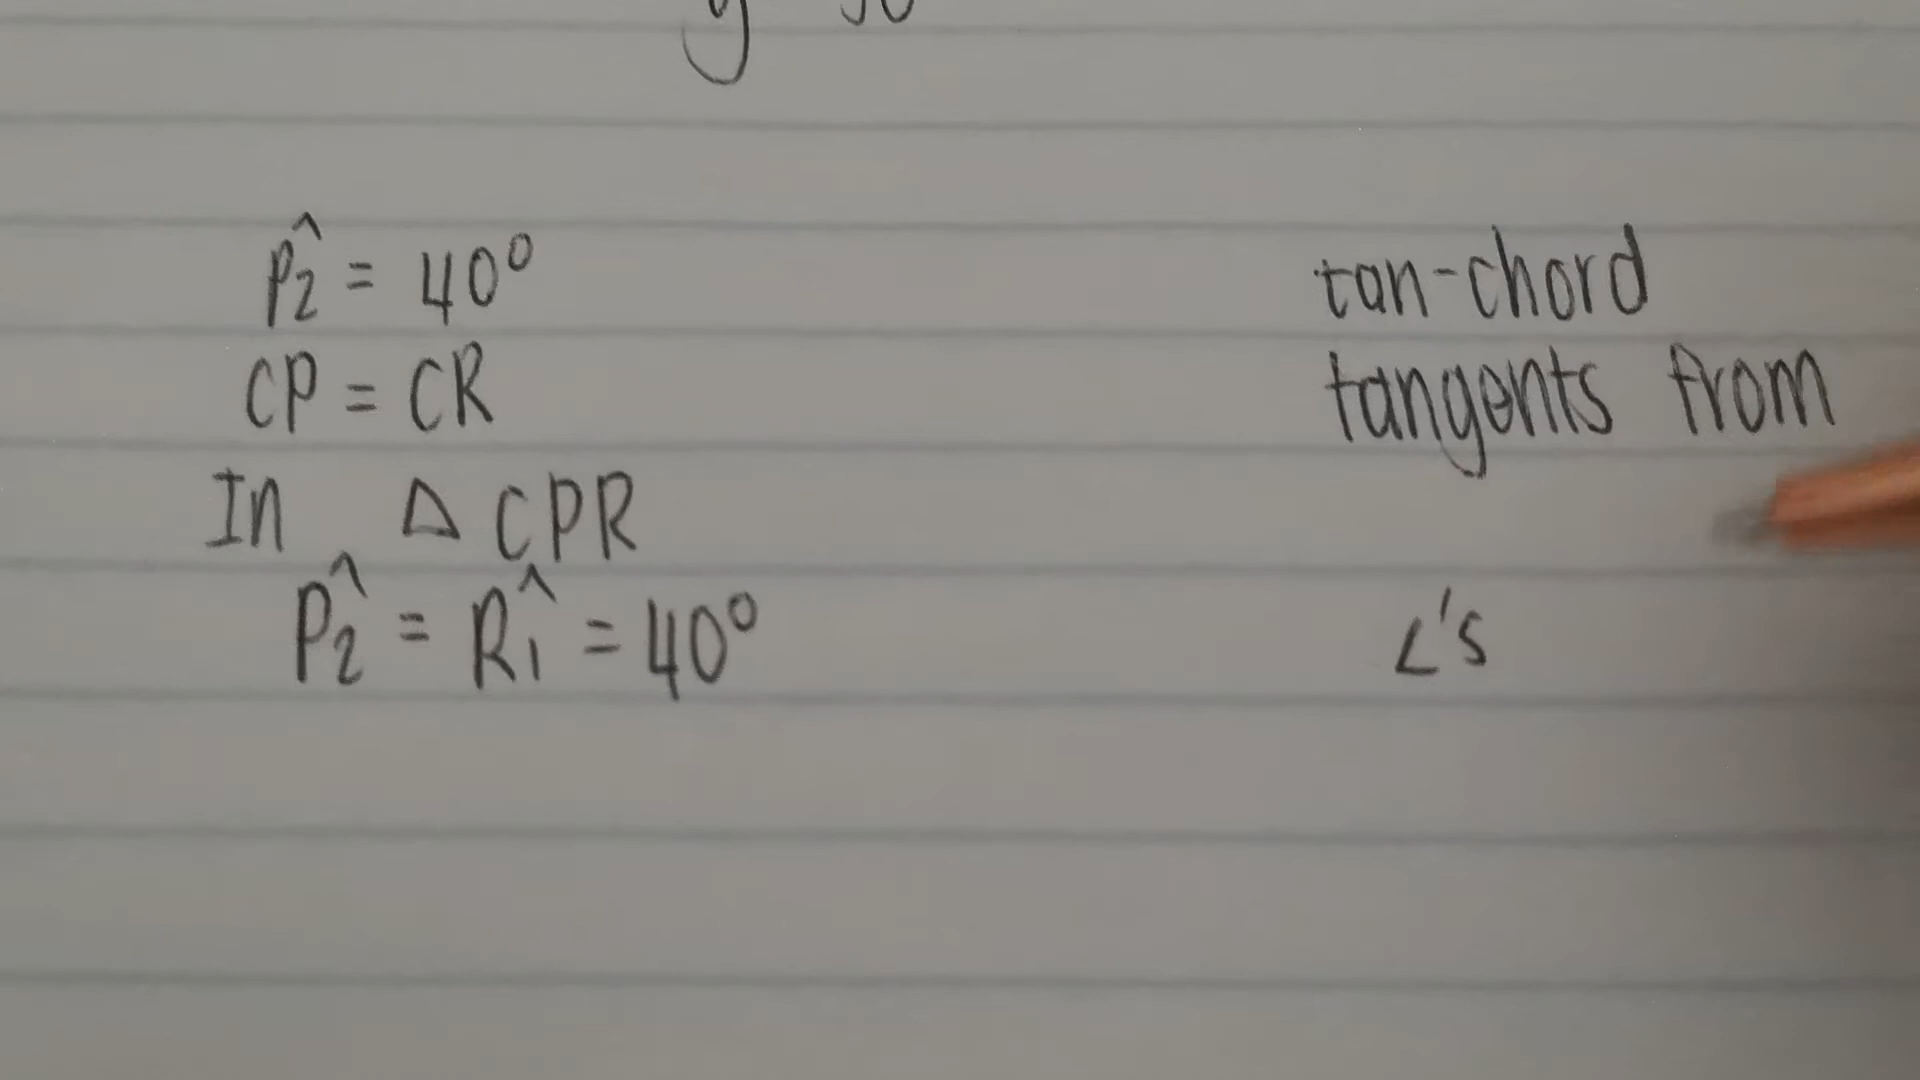 P̂2 = 40° tan-chord
CP = CR tangents from
In Δ CPR
P̂2 = R̂1 = 40° ∠'s